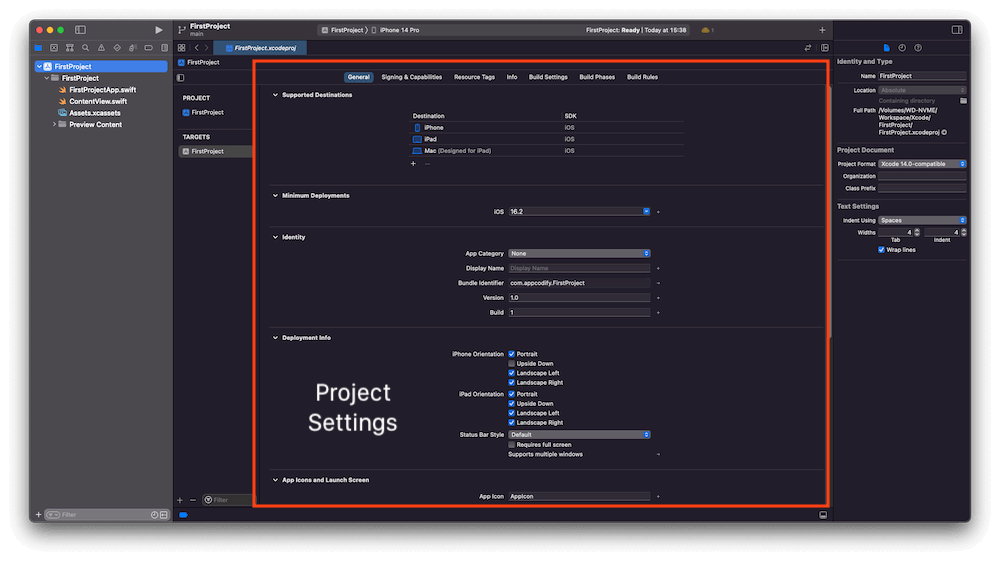 FirstProject
main
FirstProject
iPhone 14 Pro
FirstProject: Ready | Today at 15:38
1
FirstProject.xcodeproj
FirstProject
FirstProject
FirstProjectApp.swift
ContentView.swift
Assets.xcassets
Preview Content
Filter
FirstProject
PROJECT
FirstProject
TARGETS
FirstProject
Filter
General Signing & Capabilities Resource Tags Info Build Settings Build Phases Build Rules
Supported Destinations
Destination SDK
iPhone iOS
iPad iOS
Mac (Designed for iPad) iOS
Minimum Deployments
iOS 16.2
Identity
App Category None
Display Name Display Name
Bundle Identifier com.appcodify.FirstProject
Version 1.0
Build 1
Deployment Info
iPhone Orientation Portrait
Upside Down
Landscape Left
Landscape Right
iPad Orientation Portrait
Upside Down
Landscape Left
Landscape Right
Status Bar Style Default
Requires full screen
Supports multiple windows
Project
Settings
App Icons and Launch Screen
App Icon AppIcon
Identity and Type
Name FirstProject
Location Absolute
Containing directory
Full Path /Volumes/WD-NVME/
Workspace/Xcode/
FirstProject/
FirstProject.xcodeproj
Project Document
Project Format Xcode 14.0-compatible
Organization
Class Prefix
Text Settings
Indent Using Spaces
Widths 4 4
Tab Indent
Wrap lines